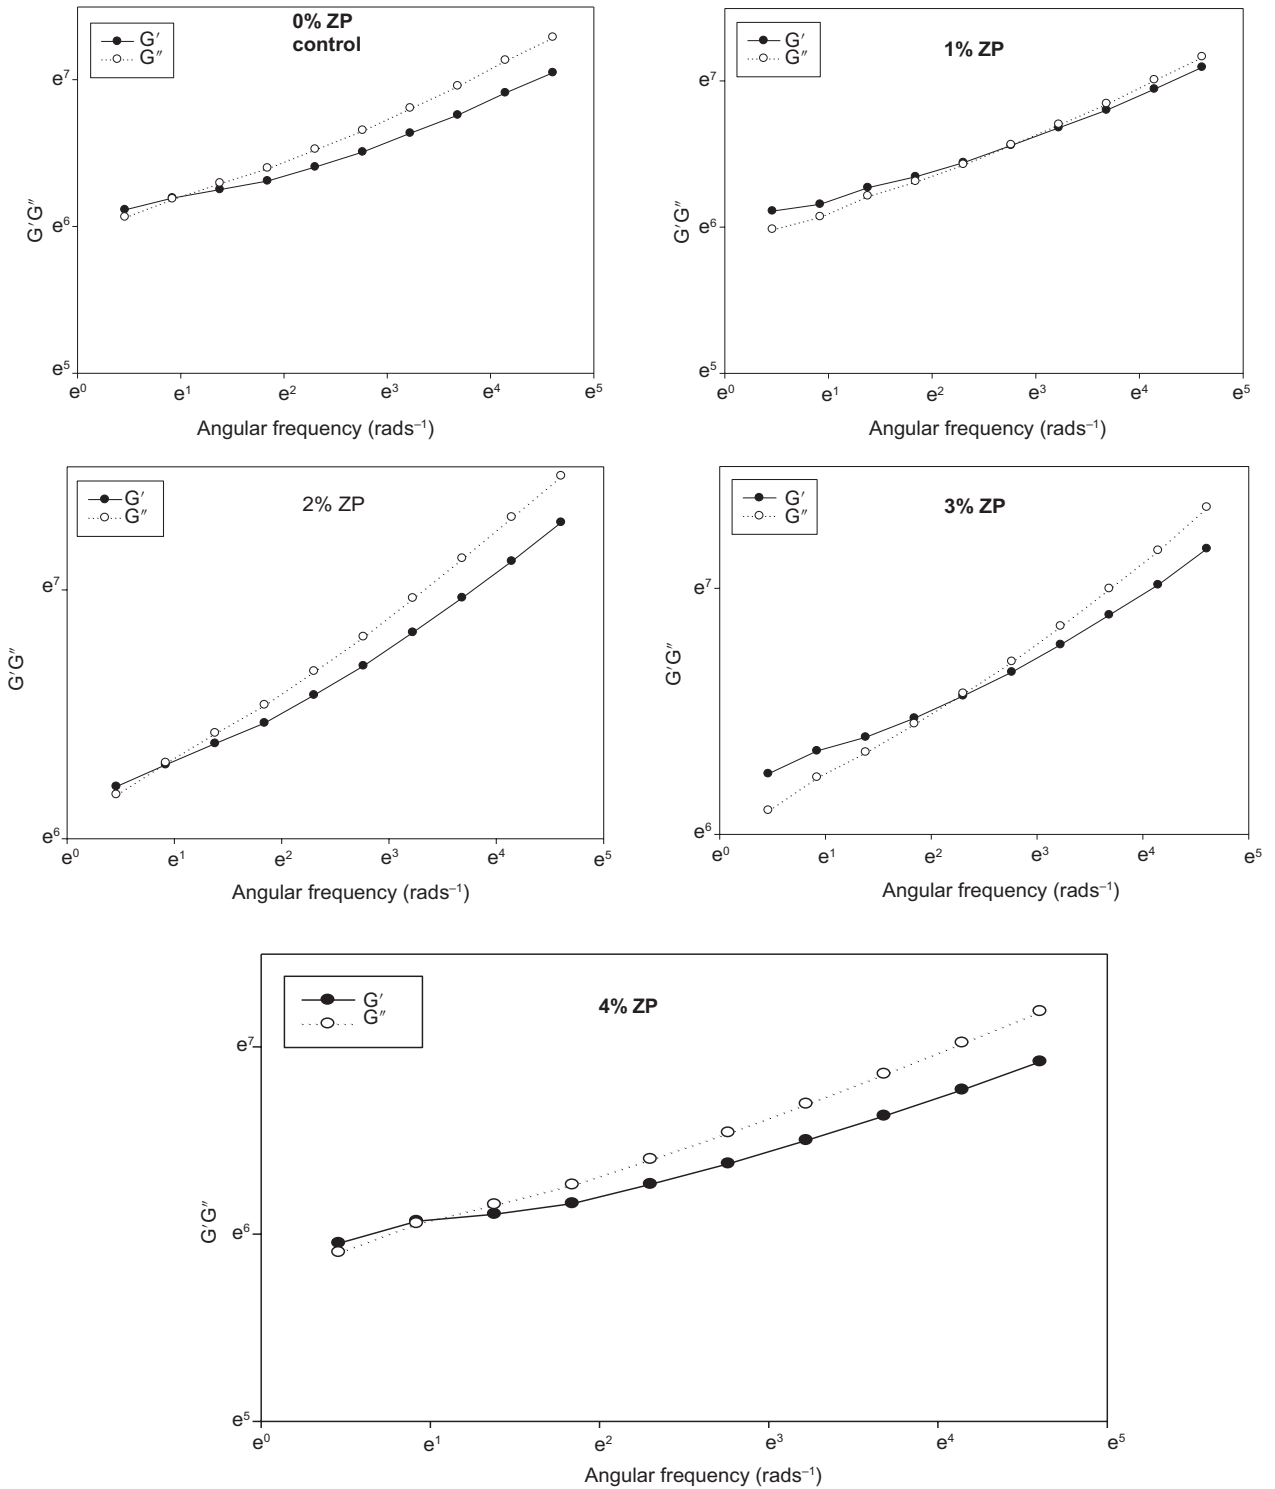 0% ZP
control
G′
G″
e⁷
e⁶
e⁵
G′G″
e⁰ e¹ e² e³ e⁴ e⁵
Angular frequency (rads⁻¹)
1% ZP
G′
G″
e⁷
e⁶
e⁵
G′G″
e⁰ e¹ e² e³ e⁴ e⁵
Angular frequency (rads⁻¹)
2% ZP
G′
G″
e⁷
e⁶
G′G″
e⁰ e¹ e² e³ e⁴ e⁵
Angular frequency (rads⁻¹)
3% ZP
G′
G″
e⁷
e⁶
G′G″
e⁰ e¹ e² e³ e⁴ e⁵
Angular frequency (rads⁻¹)
4% ZP
G′
G″
e⁷
e⁶
e⁵
G′G″
e⁰ e¹ e² e³ e⁴ e⁵
Angular frequency (rads⁻¹)